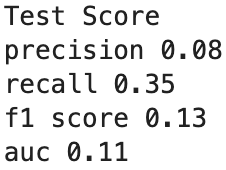 Test Score
precision 0.08
recall 0.35
f1 score 0.13
auc 0.11